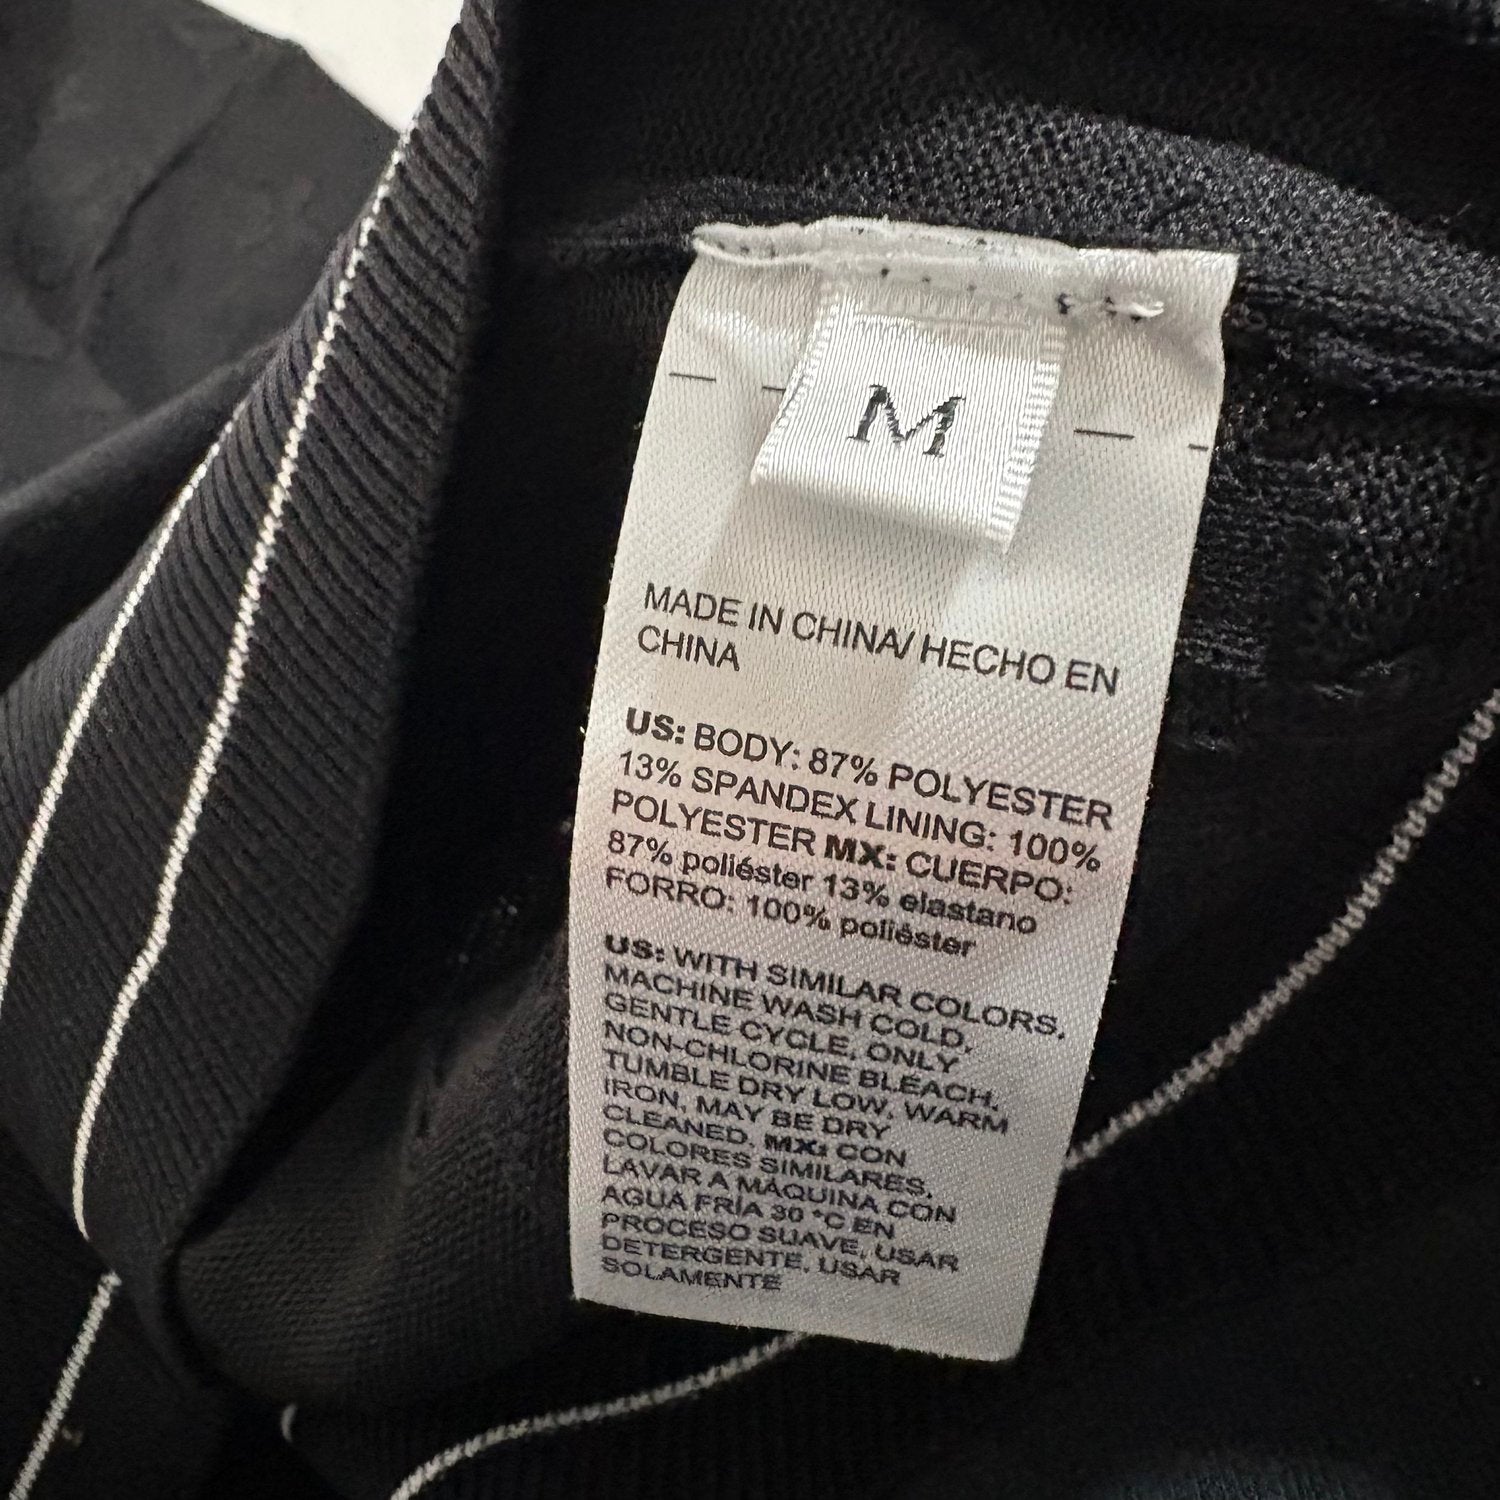 M
MADE IN CHINA/ HECHO EN
CHINA
US: BODY: 87% POLYESTER
13% SPANDEX LINING: 100%
POLYESTER MX: CUERPO:
87% poliéster 13% elastano
FORRO: 100% poliéster
US: WITH SIMILAR COLORS,
MACHINE WASH COLD,
GENTLE CYCLE, ONLY
NON-CHLORINE BLEACH,
TUMBLE DRY LOW, WARM
IRON, MAY BE DRY
CLEANED. MX: CON
COLORES SIMILARES,
LAVAR A MÁQUINA CON
AGUA FRÍA 30 °C EN
PROCESO SUAVE, USAR
DETERGENTE, USAR
SOLAMENTE